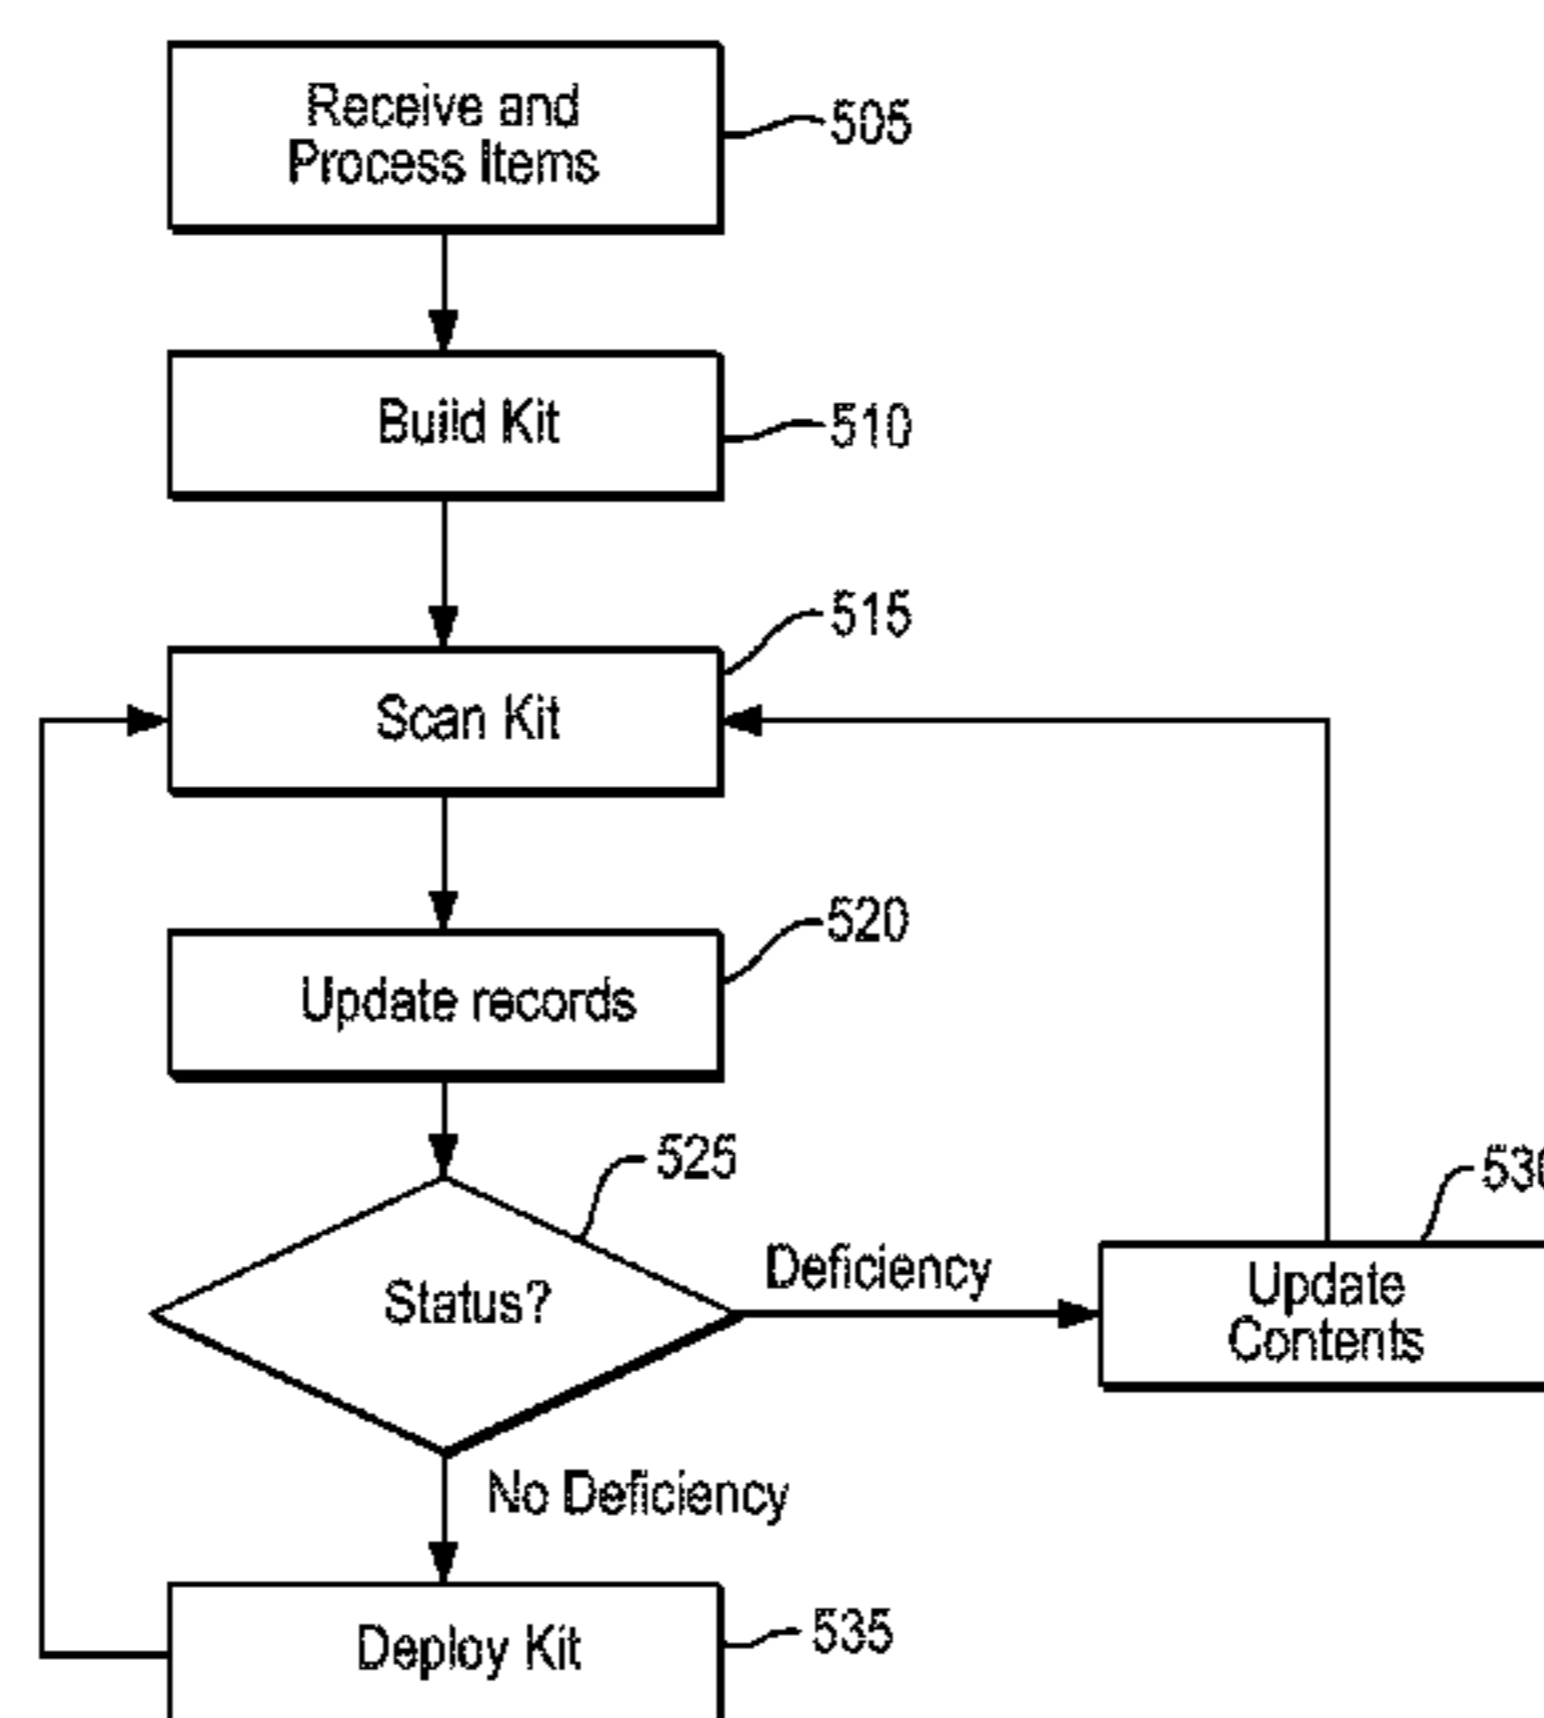 Receive and
Process Items
505
Build Kit
510
515
Scan Kit
520
Update records
525
530
Status?
Deficiency
Update
Contents
No Deficiency
Deploy Kit
535